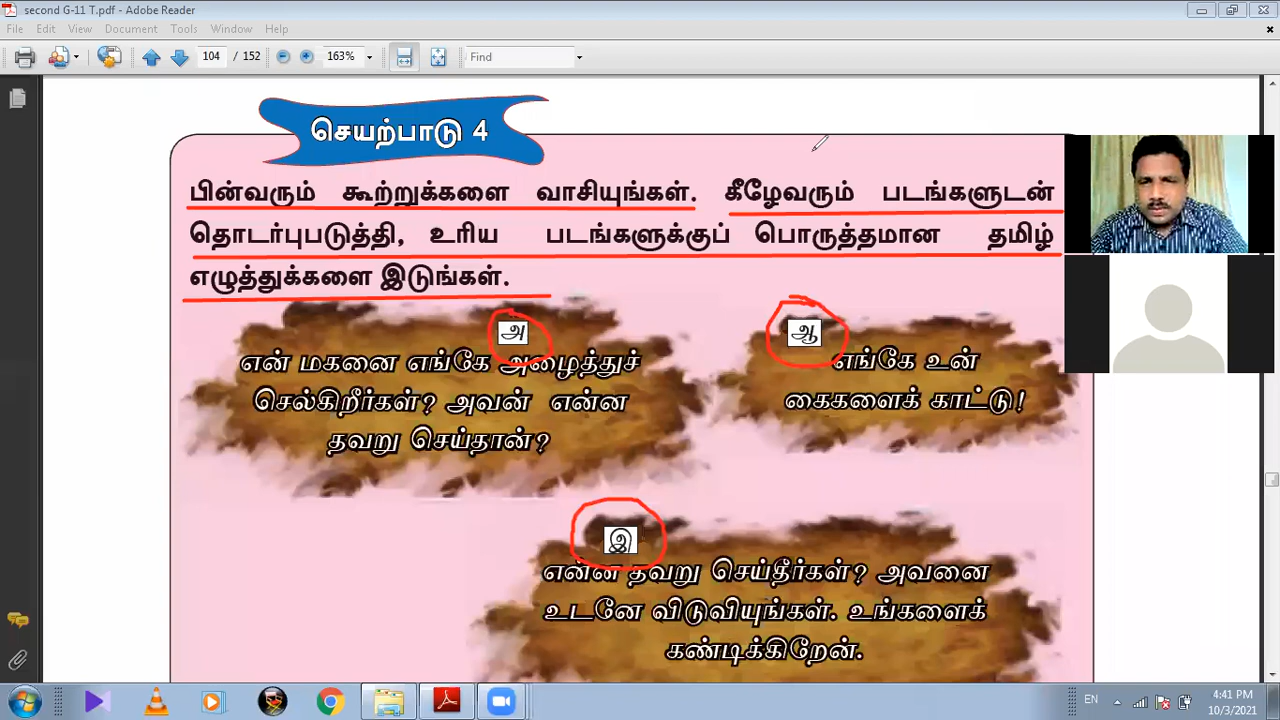 second G-11 T.pdf - Adobe Reader
File Edit View Document Tools Window Help
104 / 152 163% Find
செயற்பாடு 4
பின்வரும் கூற்றுக்களை வாசியுங்கள். கீழேவரும் படங்களுடன்
தொடர்புபடுத்தி, உரிய படங்களுக்குப் பொருத்தமான தமிழ்
எழுத்துக்களை இடுங்கள்.
அ
என் மகனை எங்கே அழைத்துச்
செல்கிறீர்கள்? அவன் என்ன
தவறு செய்தான்?
ஆ
எங்கே உன்
கைகளைக் காட்டு!
இ
என்ன தவறு செய்தீர்கள்? அவனை
உடனே விடுவியுங்கள். உங்களைக்
கண்டிக்கிறேன்.
EN
4:41 PM
10/3/2021